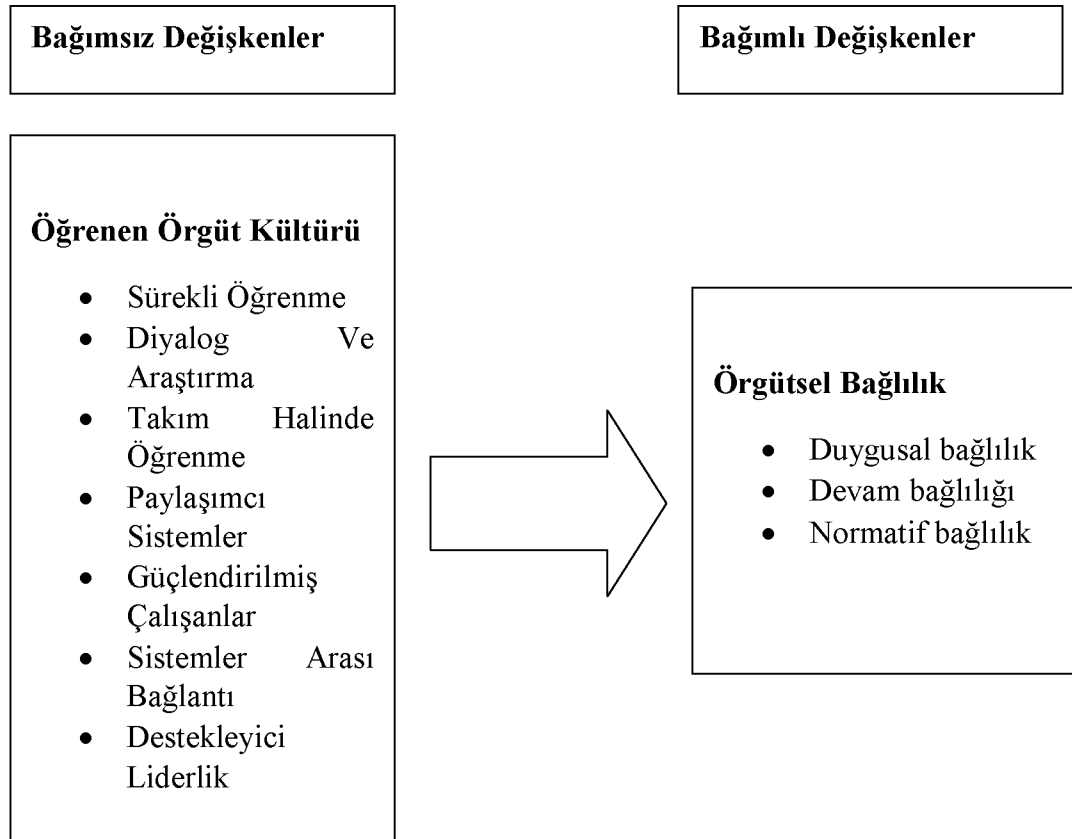 Bağımsız Değişkenler
Bağımlı Değişkenler
Öğrenen Örgüt Kültürü
• Sürekli Öğrenme
• Diyalog Ve
Araştırma
• Takım Halinde
Öğrenme
• Paylaşımcı
Sistemler
• Güçlendirilmiş
Çalışanlar
• Sistemler Arası
Bağlantı
• Destekleyici
Liderlik
Örgütsel Bağlılık
• Duygusal bağlılık
• Devam bağlılığı
• Normatif bağlılık